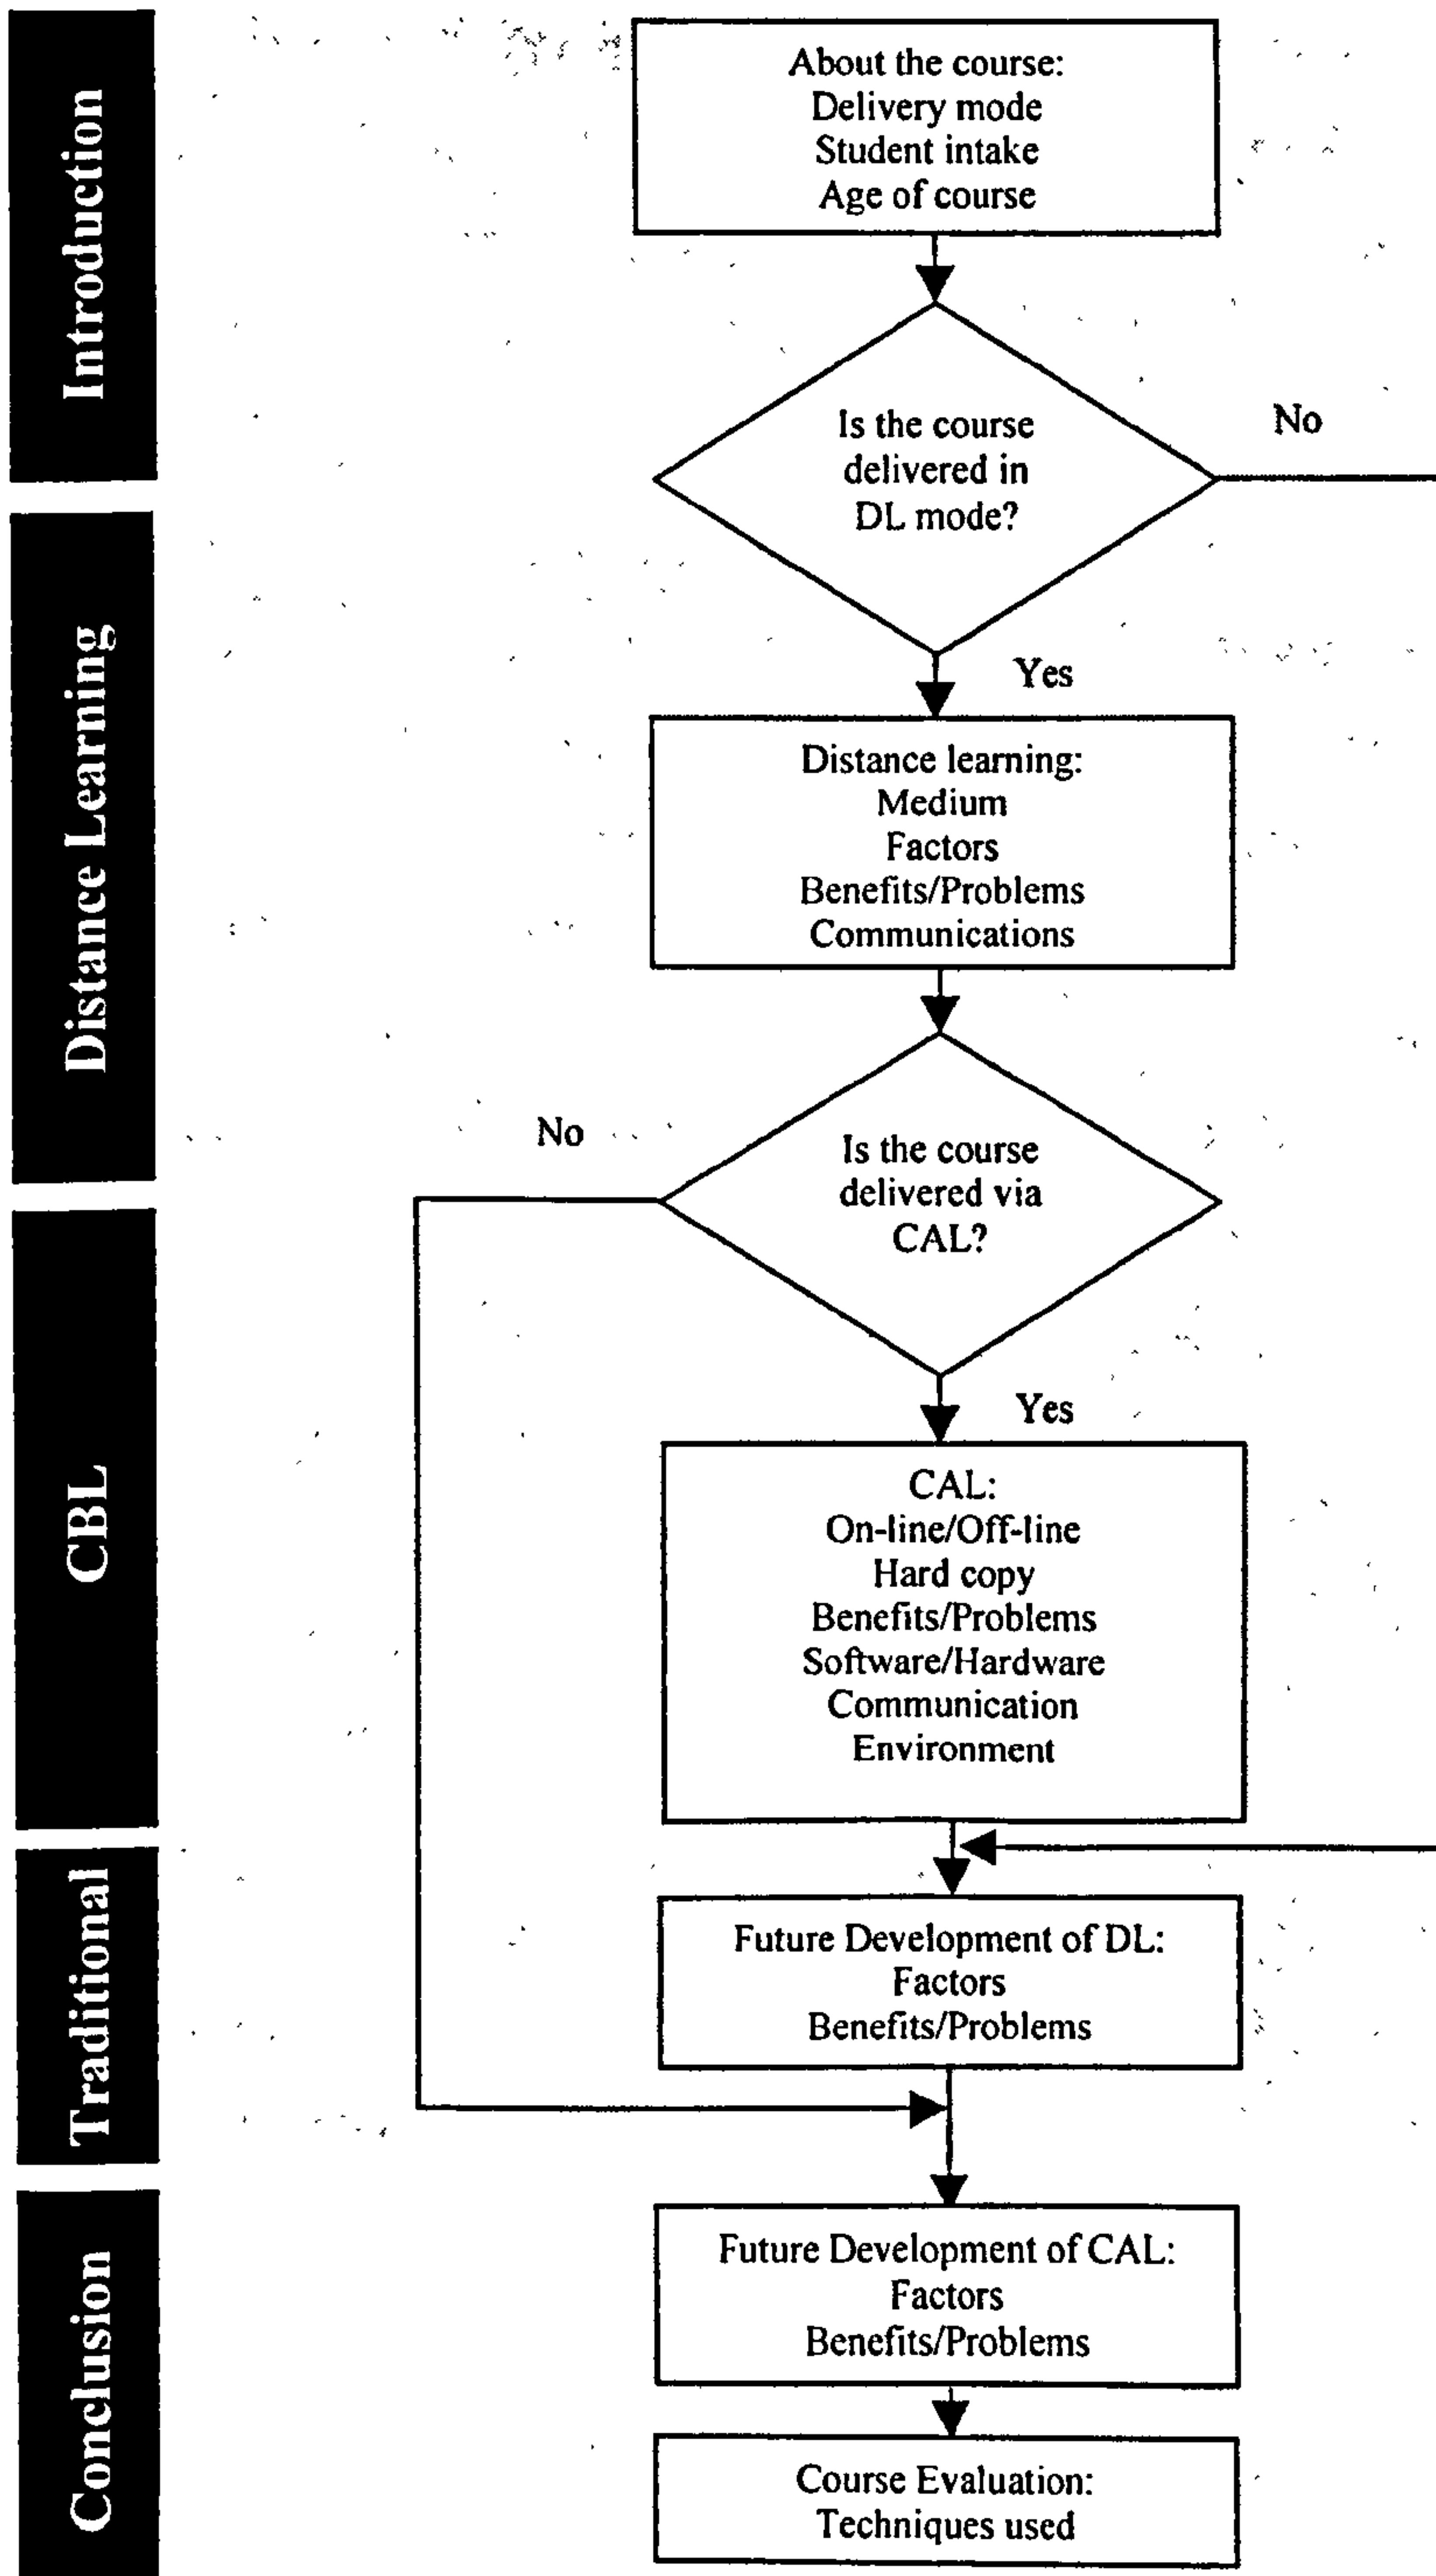 Introduction
About the course:
Delivery mode
Student intake
Age of course
Is the course
delivered in
DL mode?
No
Yes
Distance Learning
Distance learning:
Medium
Factors
Benefits/Problems
Communications
Is the course
delivered via
CAL?
No
Yes
CBL
CAL:
On-line/Off-line
Hard copy
Benefits/Problems
Software/Hardware
Communication
Environment
Traditional
Future Development of DL:
Factors
Benefits/Problems
Conclusion
Future Development of CAL:
Factors
Benefits/Problems
Course Evaluation:
Techniques used